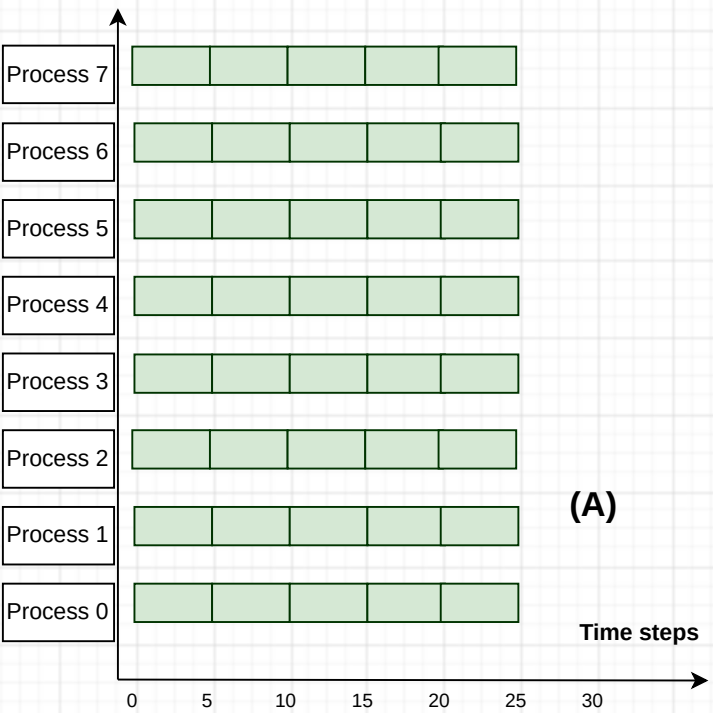 Process 7
Process 6
Process 5
Process 4
Process 3
Process 2
(A)
Process 1
Process 0
Time steps
0 5 10 15 20 25 30